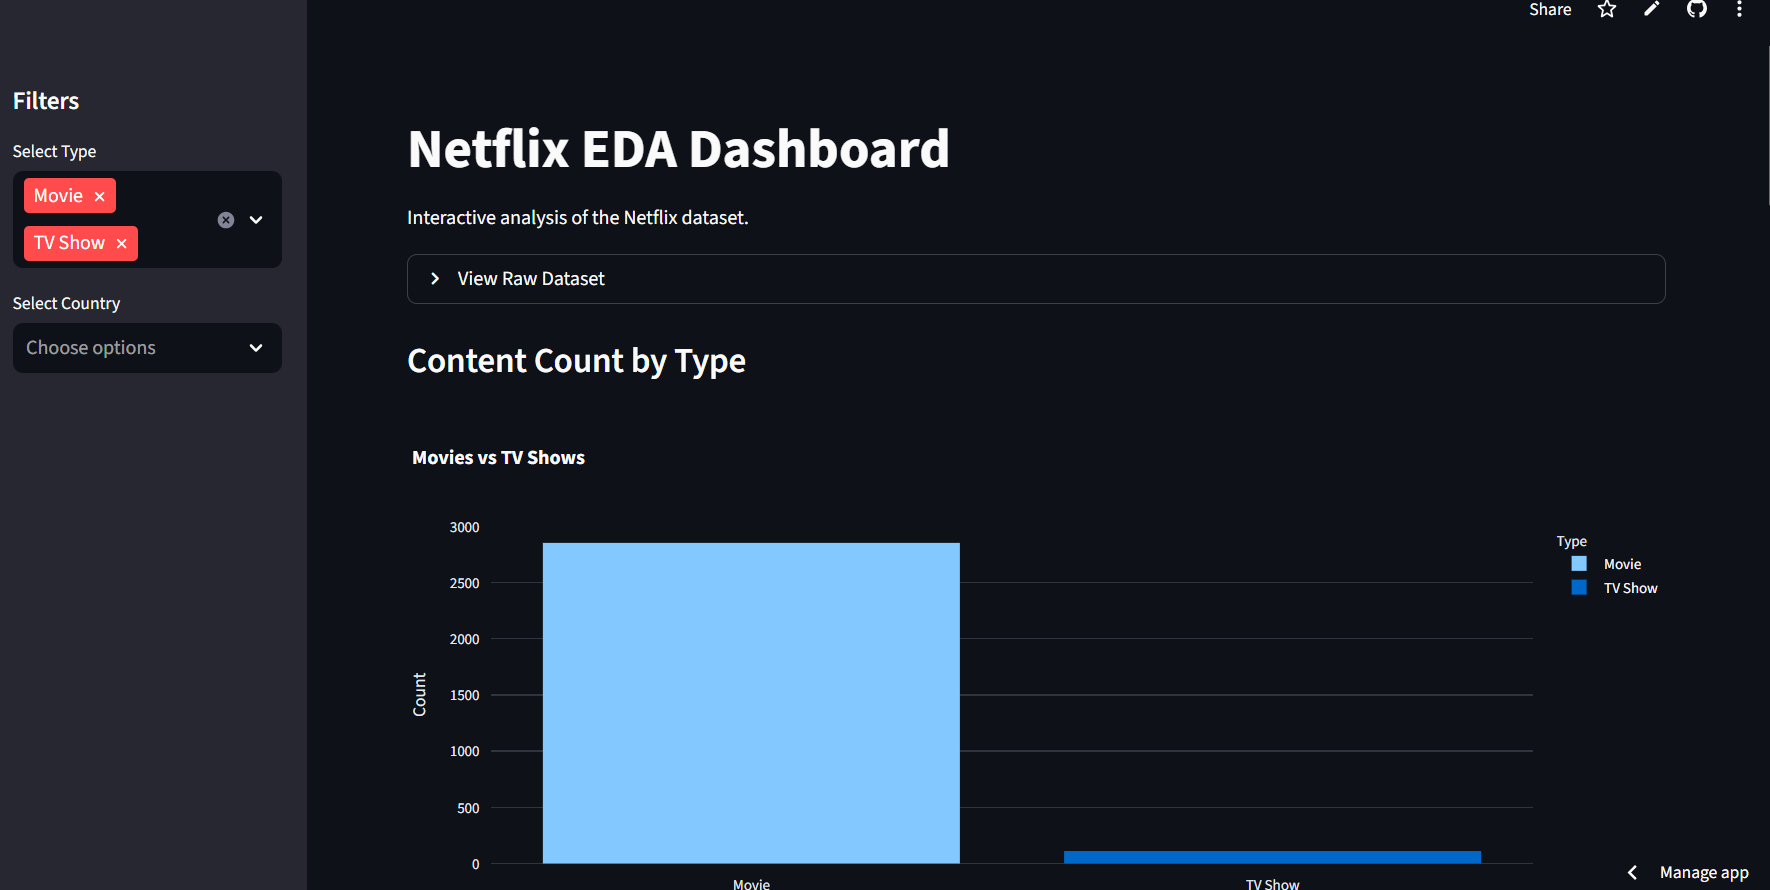 Share
Filters
Select Type
Movie
TV Show
Select Country
Choose options
Netflix EDA Dashboard
Interactive analysis of the Netflix dataset.
View Raw Dataset
Content Count by Type
Movies vs TV Shows
3000
2500
2000
1500
1000
500
0
Count
Movie
TV Show
Type
Movie
TV Show
Manage app